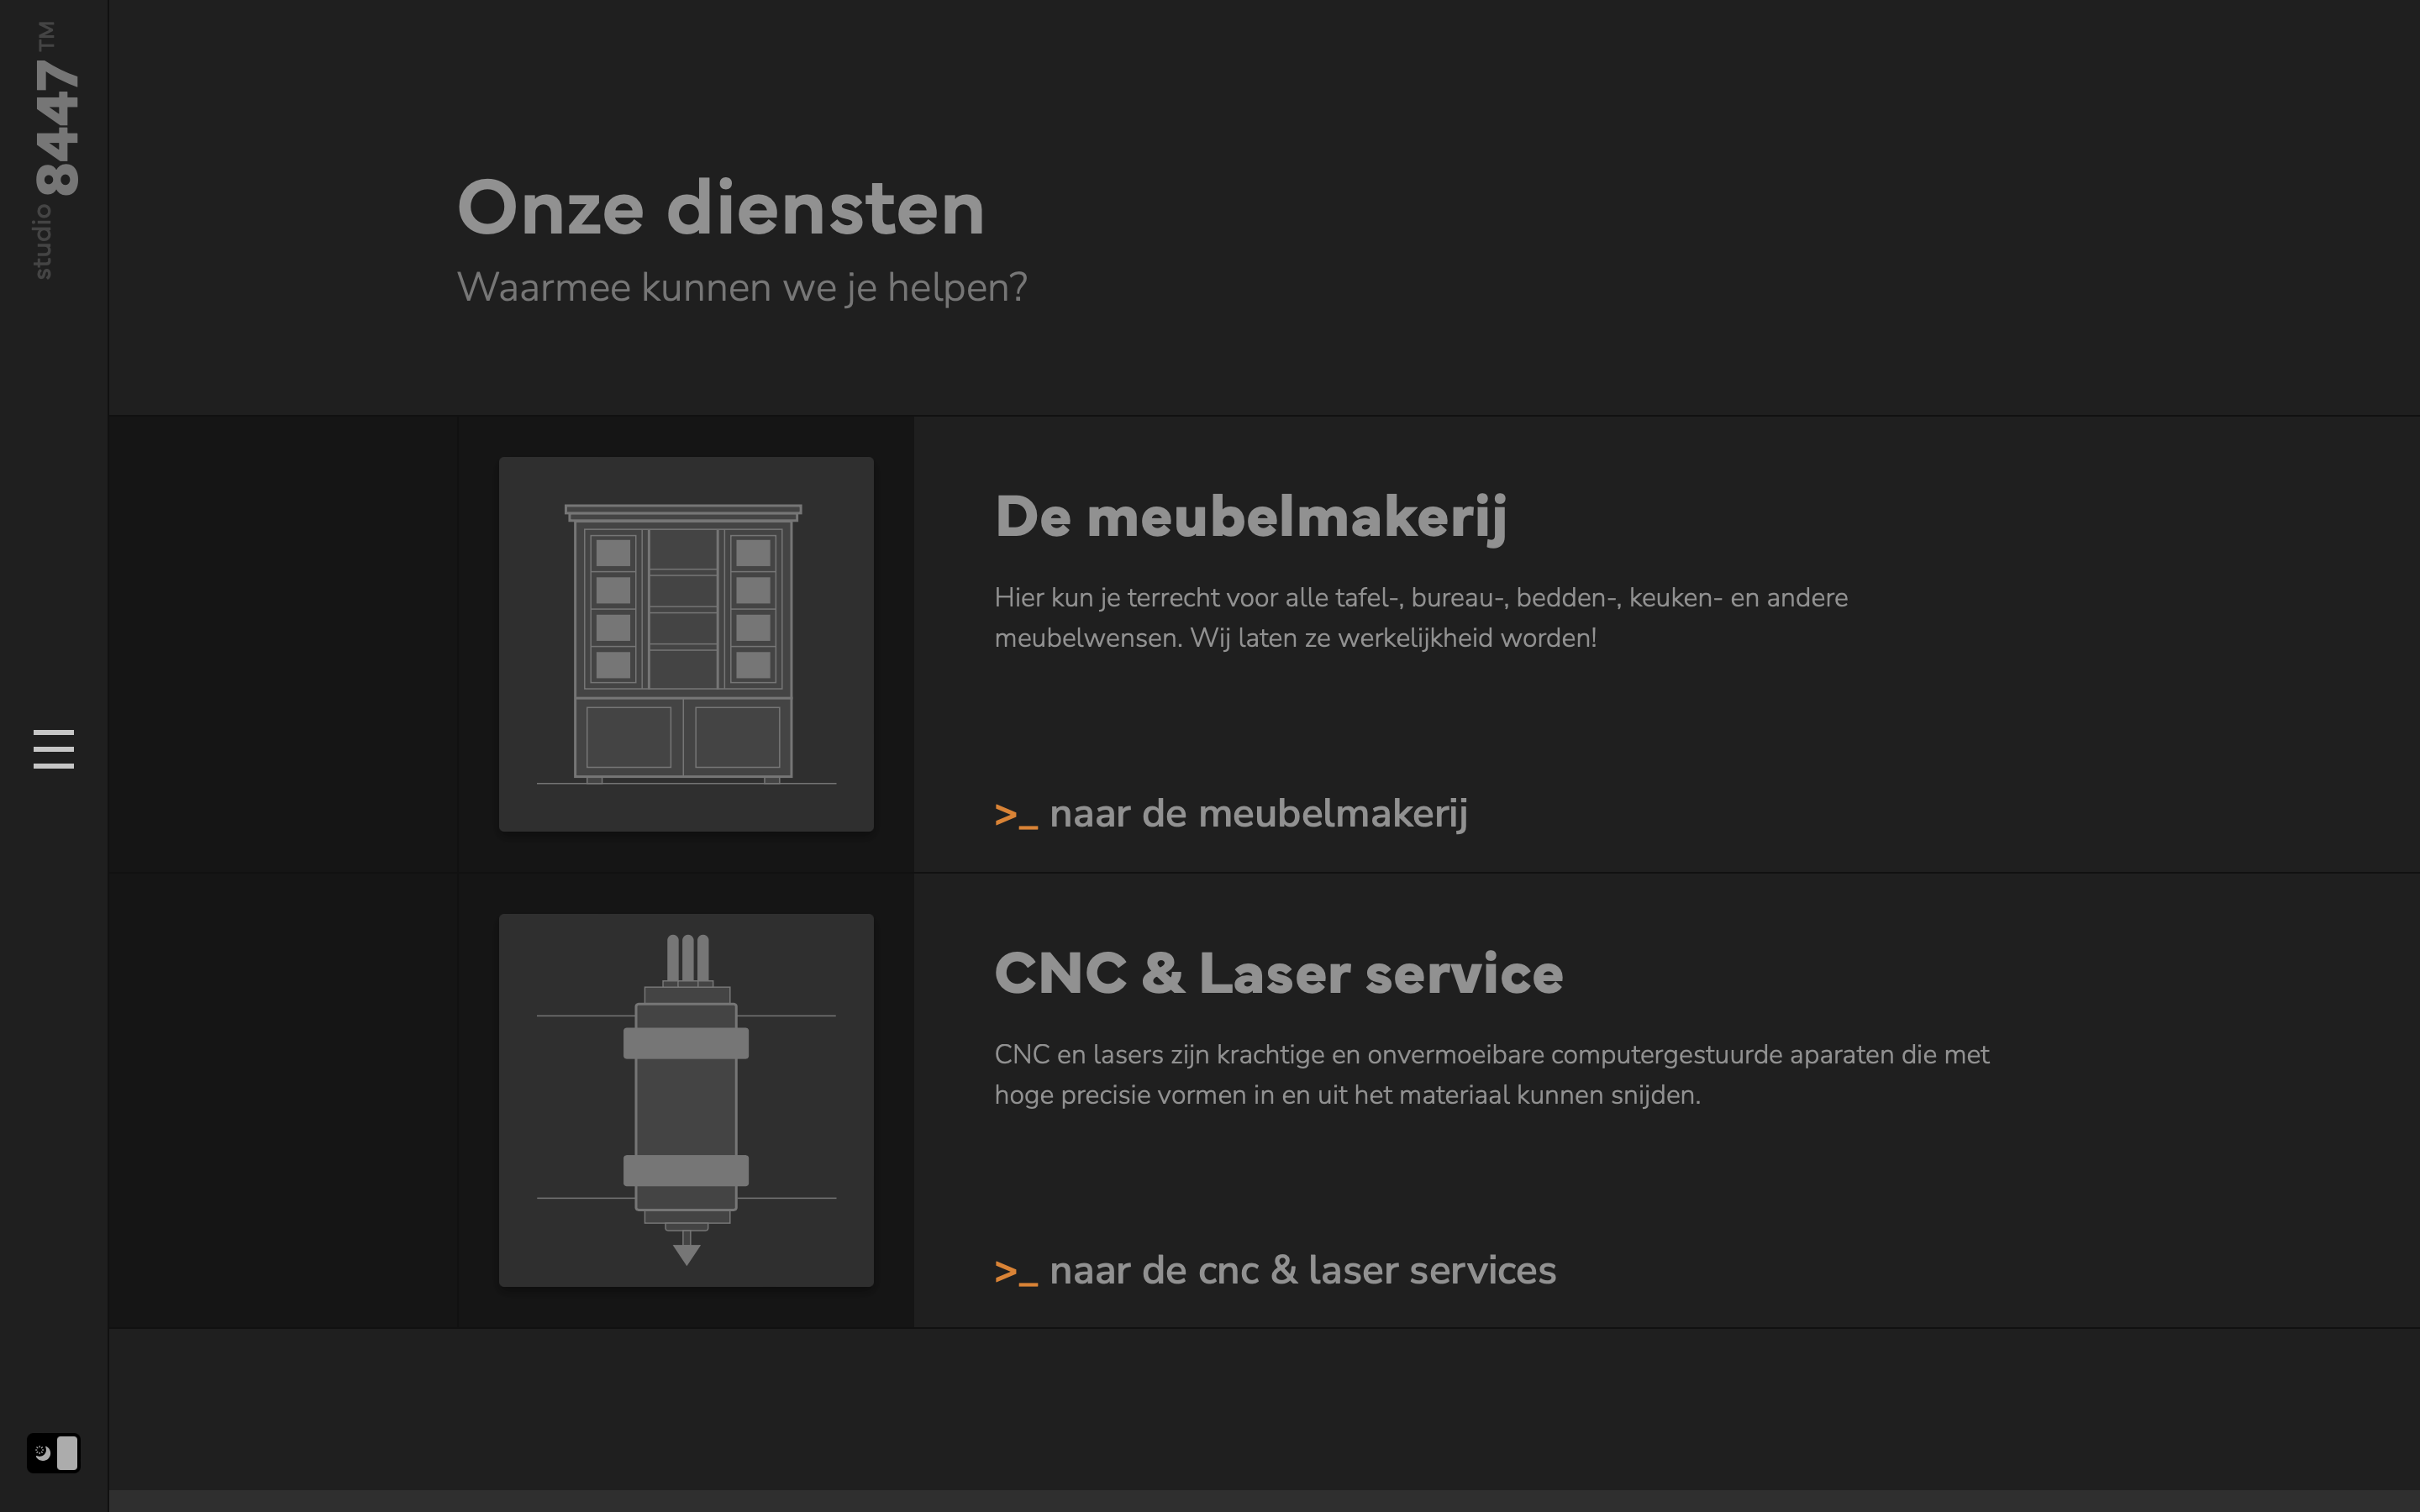 studio 8447™
Onze diensten
Waarmee kunnen we je helpen?
De meubelmakerij
Hier kun je terrecht voor alle tafel-, bureau-, bedden-, keuken- en andere
meubelwensen. Wij laten ze werkelijkheid worden!
>_ naar de meubelmakerij
CNC & Laser service
CNC en lasers zijn krachtige en onvermoeibare computergestuurde aparaten die met
hoge precisie vormen in en uit het materiaal kunnen snijden.
>_ naar de cnc & laser services